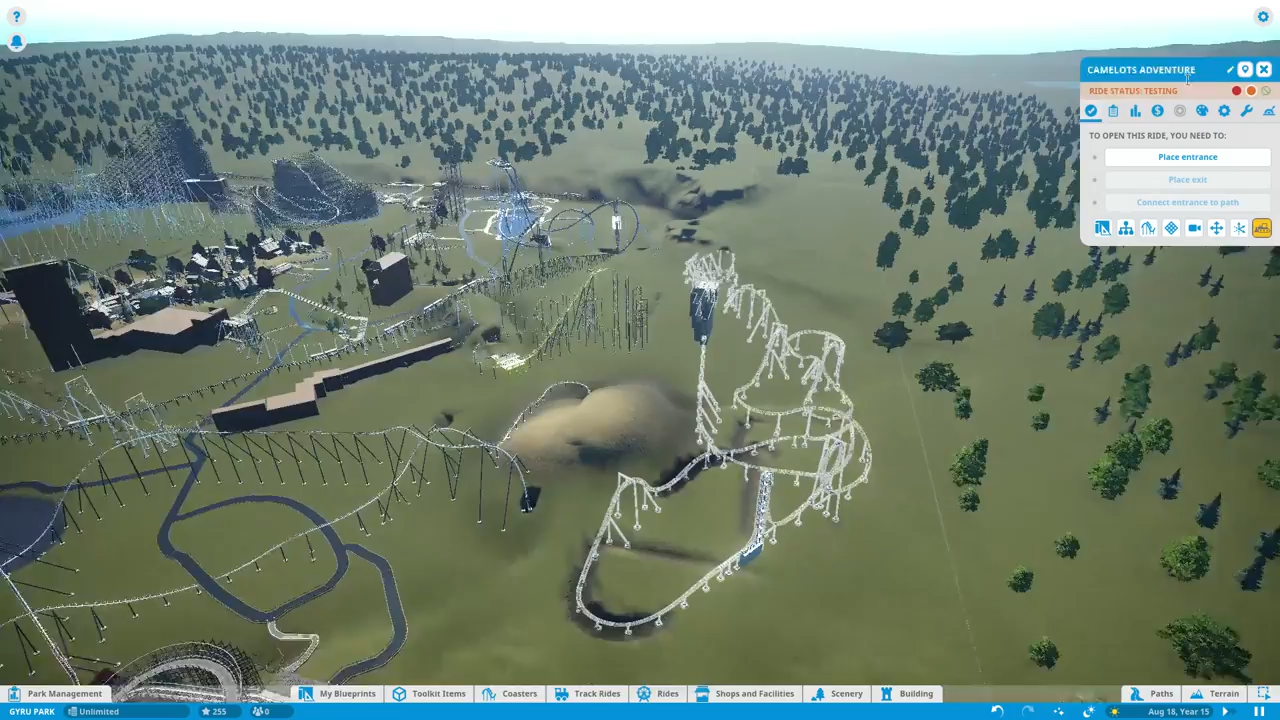 CAMELOTS ADVENTURE
RIDE STATUS: TESTING
TO OPEN THIS RIDE, YOU NEED TO:
Place entrance
Place exit
Connect entrance to path
Park Management
My Blueprints
Toolkit Items
Coasters
Track Rides
Rides
Shops and Facilities
Scenery
Building
Paths
Terrain
GYRU PARK
Unlimited
255
0
Aug 18, Year 15